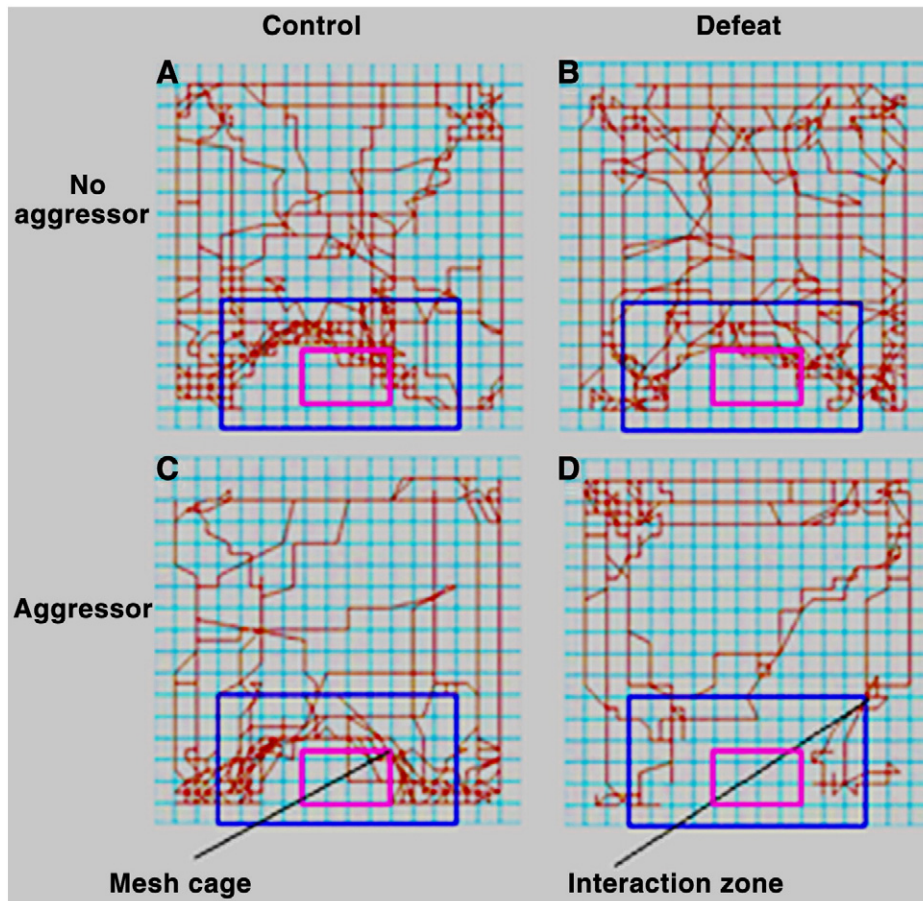 Control
Defeat
A
B
No
aggressor
C
D
Aggressor
Mesh cage
Interaction zone